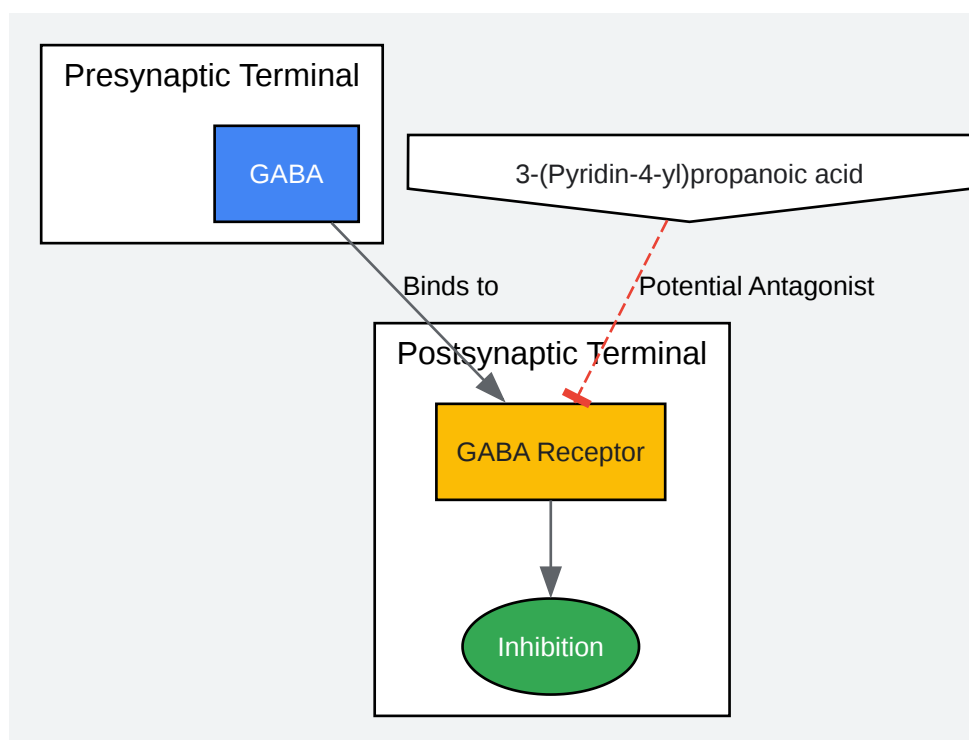 Presynaptic Terminal
GABA
3-(Pyridin-4-yl)propanoic acid
Binds to
Potential Antagonist
Postsynaptic Terminal
GABA Receptor
Inhibition